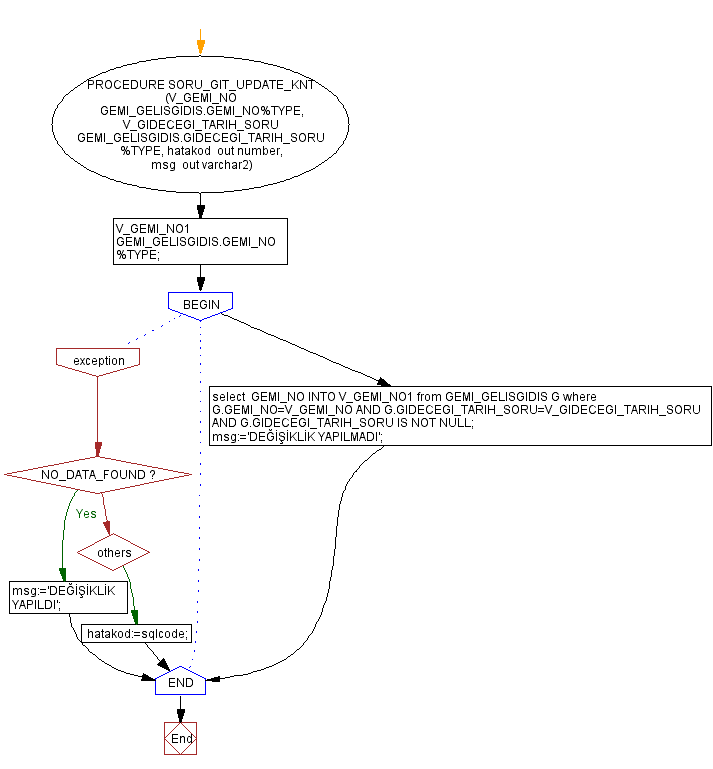 PROCEDURE SORU_GIT_UPDATE_KNT
(V_GEMI_NO
GEMI_GELISGIDIS.GEMI_NO%TYPE,
V_GIDECEGI_TARIH_SORU
GEMI_GELISGIDIS.GIDECEGI_TARIH_SORU
%TYPE, hatakod  out number,
msg  out varchar2)
V_GEMI_NO1
GEMI_GELISGIDIS.GEMI_NO
%TYPE;
BEGIN
exception
select  GEMI_NO INTO V_GEMI_NO1 from GEMI_GELISGIDIS G where
G.GEMI_NO=V_GEMI_NO AND G.GIDECEGI_TARIH_SORU=V_GIDECEGI_TARIH_SORU
AND G.GIDECEGI_TARIH_SORU IS NOT NULL;
msg:='DEĞİŞİKLİK YAPILMADI';
NO_DATA_FOUND ?
Yes
others
msg:='DEĞİŞİKLİK
YAPILDI';
hatakod:=sqlcode;
END
End